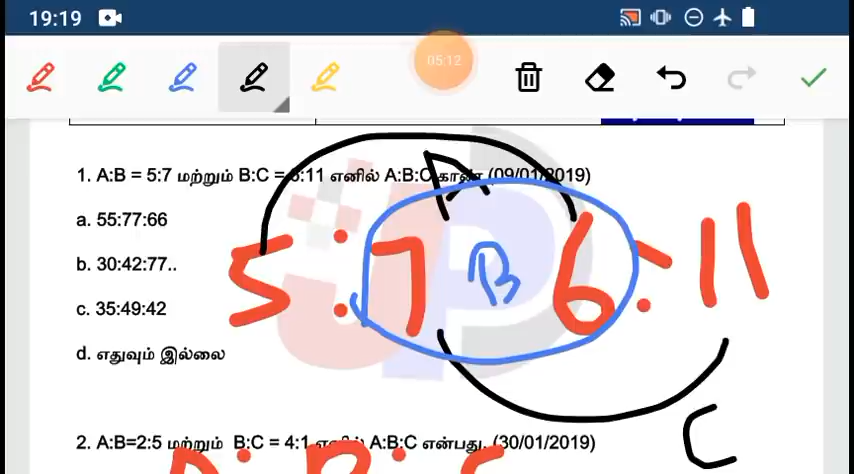 19:19
05:12
1. A:B = 5:7 மற்றும் B:C = 6:11 எனில் A:B:C காண் (09/01/2019)
A
a. 55:77:66
b. 30:42:77..
5 : 7 B 6 : 11
c. 35:49:42
d. எதுவும் இல்லை
C
2. A:B=2:5 மற்றும் B:C = 4:1 எனில் A:B:C என்பது. (30/01/2019)
A : B : C